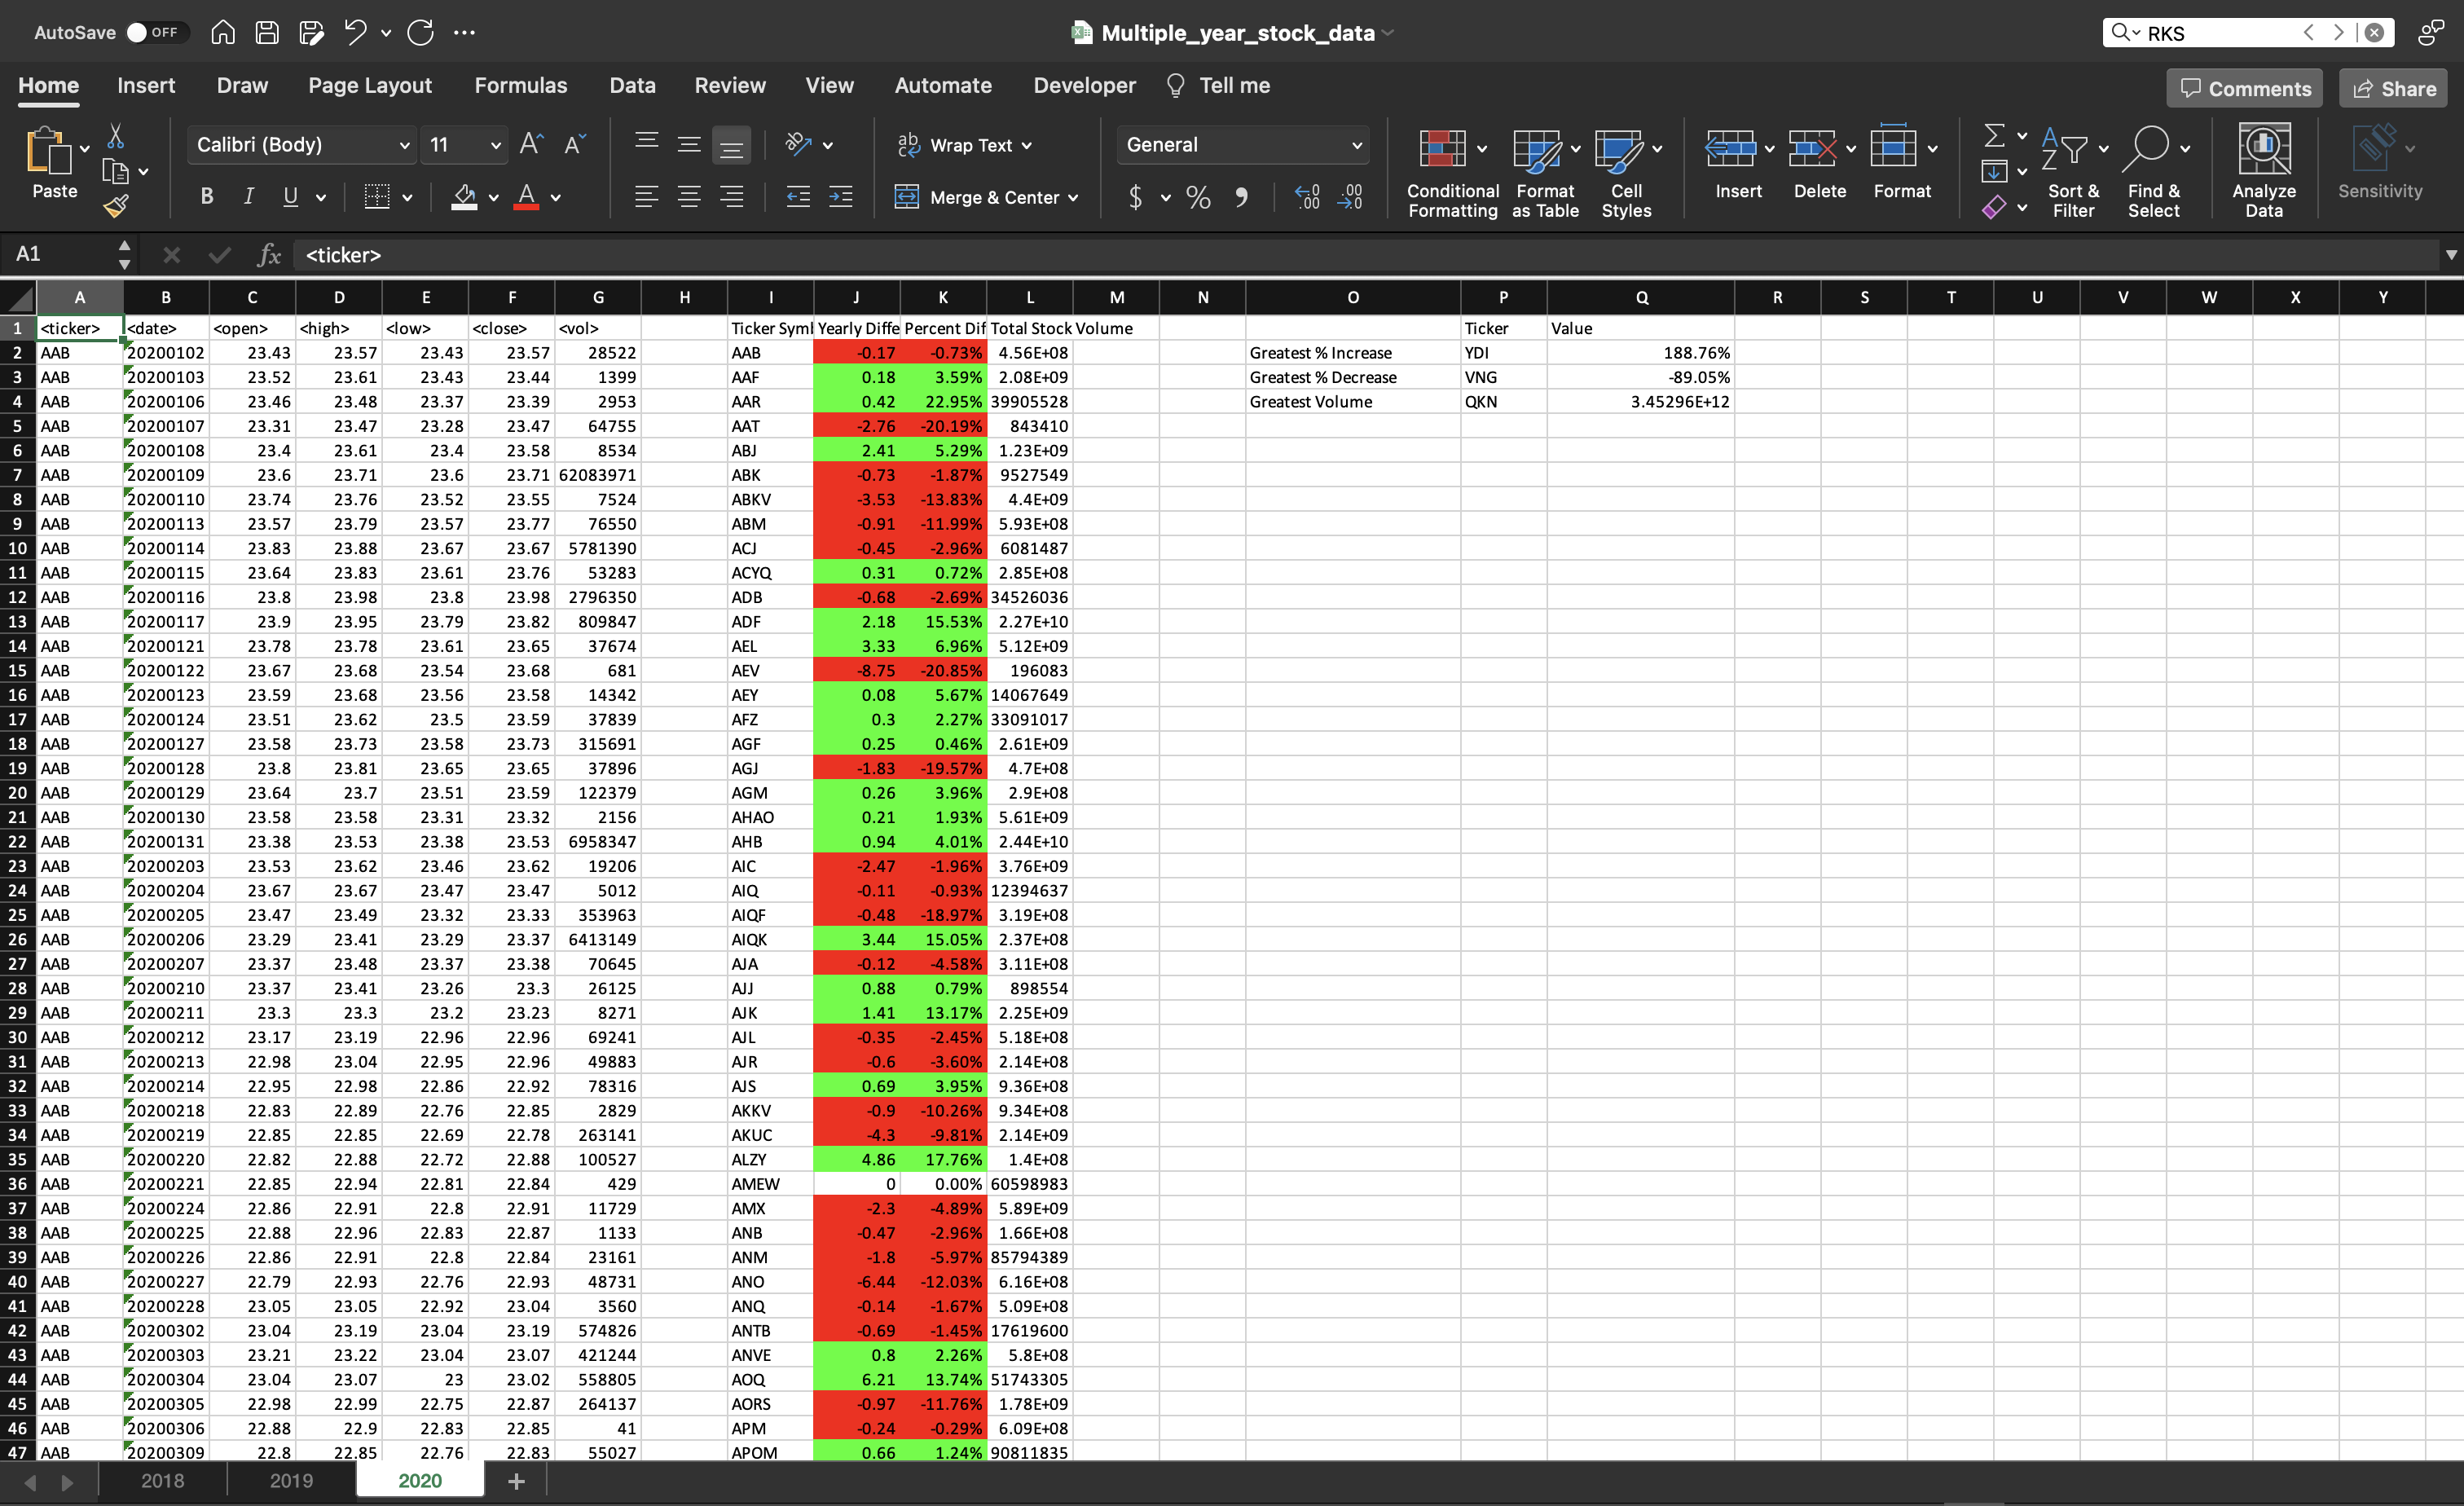 AutoSave OFF Multiple_year_stock_data RKS
Home Insert Draw Page Layout Formulas Data Review View Automate Developer Tell me Comments Share
Paste Calibri (Body) 11 Wrap Text General Conditional Formatting Format as Table Cell Styles Insert Delete Format Sort & Filter Find & Select Analyze Data Sensitivity
B I U Merge & Center $ %
A1 fx <ticker>
A B C D E F G H I J K L M N O P Q R S T U V W X Y
1 <ticker> <date> <open> <high> <low> <close> <vol> Ticker Syml Yearly Diffe Percent Dif Total Stock Volume Ticker Value
2 AAB 20200102 23.43 23.57 23.43 23.57 28522 AAB -0.17 -0.73% 4.56E+08 Greatest % Increase YDI 188.76%
3 AAB 20200103 23.52 23.61 23.43 23.44 1399 AAF 0.18 3.59% 2.08E+09 Greatest % Decrease VNG -89.05%
4 AAB 20200106 23.46 23.48 23.37 23.39 2953 AAR 0.42 22.95% 39905528 Greatest Volume QKN 3.45296E+12
5 AAB 20200107 23.31 23.47 23.28 23.47 64755 AAT -2.76 -20.19% 843410
6 AAB 20200108 23.4 23.61 23.4 23.58 8534 ABJ 2.41 5.29% 1.23E+09
7 AAB 20200109 23.6 23.71 23.6 23.71 62083971 ABK -0.73 -1.87% 9527549
8 AAB 20200110 23.74 23.76 23.52 23.55 7524 ABKV -3.53 -13.83% 4.4E+09
9 AAB 20200113 23.57 23.79 23.57 23.77 76550 ABM -0.91 -11.99% 5.93E+08
10 AAB 20200114 23.83 23.88 23.67 23.67 5781390 ACJ -0.45 -2.96% 6081487
11 AAB 20200115 23.64 23.83 23.61 23.76 53283 ACYQ 0.31 0.72% 2.85E+08
12 AAB 20200116 23.8 23.98 23.8 23.98 2796350 ADB -0.68 -2.69% 34526036
13 AAB 20200117 23.9 23.95 23.79 23.82 809847 ADF 2.18 15.53% 2.27E+10
14 AAB 20200121 23.78 23.78 23.61 23.65 37674 AEL 3.33 6.96% 5.12E+09
15 AAB 20200122 23.67 23.68 23.54 23.68 681 AEV -8.75 -20.85% 196083
16 AAB 20200123 23.59 23.68 23.56 23.58 14342 AEY 0.08 5.67% 14067649
17 AAB 20200124 23.51 23.62 23.5 23.59 37839 AFZ 0.3 2.27% 33091017
18 AAB 20200127 23.58 23.73 23.58 23.73 315691 AGF 0.25 0.46% 2.61E+09
19 AAB 20200128 23.8 23.81 23.65 23.65 37896 AGJ -1.83 -19.57% 4.7E+08
20 AAB 20200129 23.64 23.7 23.51 23.59 122379 AGM 0.26 3.96% 2.9E+08
21 AAB 20200130 23.58 23.58 23.31 23.32 2156 AHAO 0.21 1.93% 5.61E+09
22 AAB 20200131 23.38 23.53 23.38 23.53 6958347 AHB 0.94 4.01% 2.44E+10
23 AAB 20200203 23.53 23.62 23.46 23.62 19206 AIC -2.47 -1.96% 3.76E+09
24 AAB 20200204 23.67 23.67 23.47 23.47 5012 AIQ -0.11 -0.93% 12394637
25 AAB 20200205 23.47 23.49 23.32 23.33 353963 AIQF -0.48 -18.97% 3.19E+08
26 AAB 20200206 23.29 23.41 23.29 23.37 6413149 AIQK 3.44 15.05% 2.37E+08
27 AAB 20200207 23.37 23.48 23.37 23.38 70645 AJA -0.12 -4.58% 3.11E+08
28 AAB 20200210 23.37 23.41 23.26 23.3 26125 AJJ 0.88 0.79% 898554
29 AAB 20200211 23.3 23.3 23.2 23.23 8271 AJK 1.41 13.17% 2.25E+09
30 AAB 20200212 23.17 23.19 22.96 22.96 69241 AJL -0.35 -2.45% 5.18E+08
31 AAB 20200213 22.98 23.04 22.95 22.96 49883 AJR -0.6 -3.60% 2.14E+08
32 AAB 20200214 22.95 22.98 22.86 22.92 78316 AJS 0.69 3.95% 9.36E+08
33 AAB 20200218 22.83 22.89 22.76 22.85 2829 AKKV -0.9 -10.26% 9.34E+08
34 AAB 20200219 22.85 22.85 22.69 22.78 263141 AKUC -4.3 -9.81% 2.14E+09
35 AAB 20200220 22.82 22.88 22.72 22.88 100527 ALZY 4.86 17.76% 1.4E+08
36 AAB 20200221 22.85 22.94 22.81 22.84 429 AMEW 0 0.00% 60598983
37 AAB 20200224 22.86 22.91 22.8 22.91 11729 AMX -2.3 -4.89% 5.89E+09
38 AAB 20200225 22.88 22.96 22.83 22.87 1133 ANB -0.47 -2.96% 1.66E+08
39 AAB 20200226 22.86 22.91 22.8 22.84 23161 ANM -1.8 -5.97% 85794389
40 AAB 20200227 22.79 22.93 22.76 22.93 48731 ANO -6.44 -12.03% 6.16E+08
41 AAB 20200228 23.05 23.05 22.92 23.04 3560 ANQ -0.14 -1.67% 5.09E+08
42 AAB 20200302 23.04 23.19 23.04 23.19 574826 ANTB -0.69 -1.45% 17619600
43 AAB 20200303 23.21 23.22 23.04 23.07 421244 ANVE 0.8 2.26% 5.8E+08
44 AAB 20200304 23.04 23.07 23 23.02 558805 AOQ 6.21 13.74% 51743305
45 AAB 20200305 22.98 22.99 22.75 22.87 264137 AORS -0.97 -11.76% 1.78E+09
46 AAB 20200306 22.88 22.9 22.83 22.85 41 APM -0.24 -0.29% 6.09E+08
47 AAB 20200309 22.8 22.85 22.76 22.83 55027 APOM 0.66 1.24% 90811835
2018 2019 2020 +